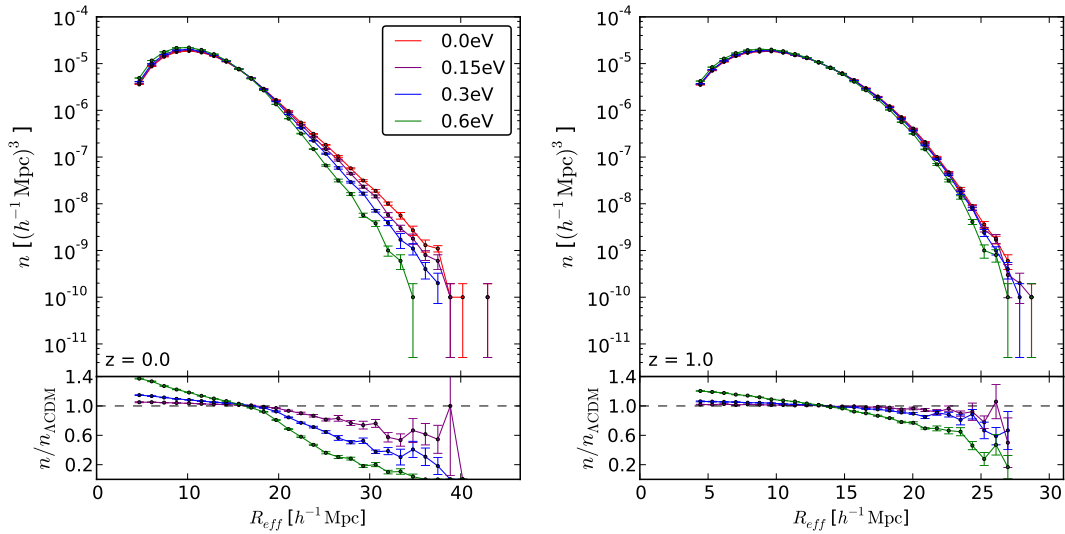 10⁻⁴
10⁻⁵
10⁻⁶
10⁻⁷
10⁻⁸
10⁻⁹
10⁻¹⁰
10⁻¹¹
n [(h⁻¹ Mpc)³ ]
0.0eV
0.15eV
0.3eV
0.6eV
z = 0.0
1.4
1.0
0.6
0.2
n/n_ΛCDM
0 10 20 30 40
R_eff [h⁻¹ Mpc]
10⁻⁴
10⁻⁵
10⁻⁶
10⁻⁷
10⁻⁸
10⁻⁹
10⁻¹⁰
10⁻¹¹
n [(h⁻¹ Mpc)³ ]
z = 1.0
1.4
1.0
0.6
0.2
n/n_ΛCDM
0 5 10 15 20 25 30
R_eff [h⁻¹ Mpc]